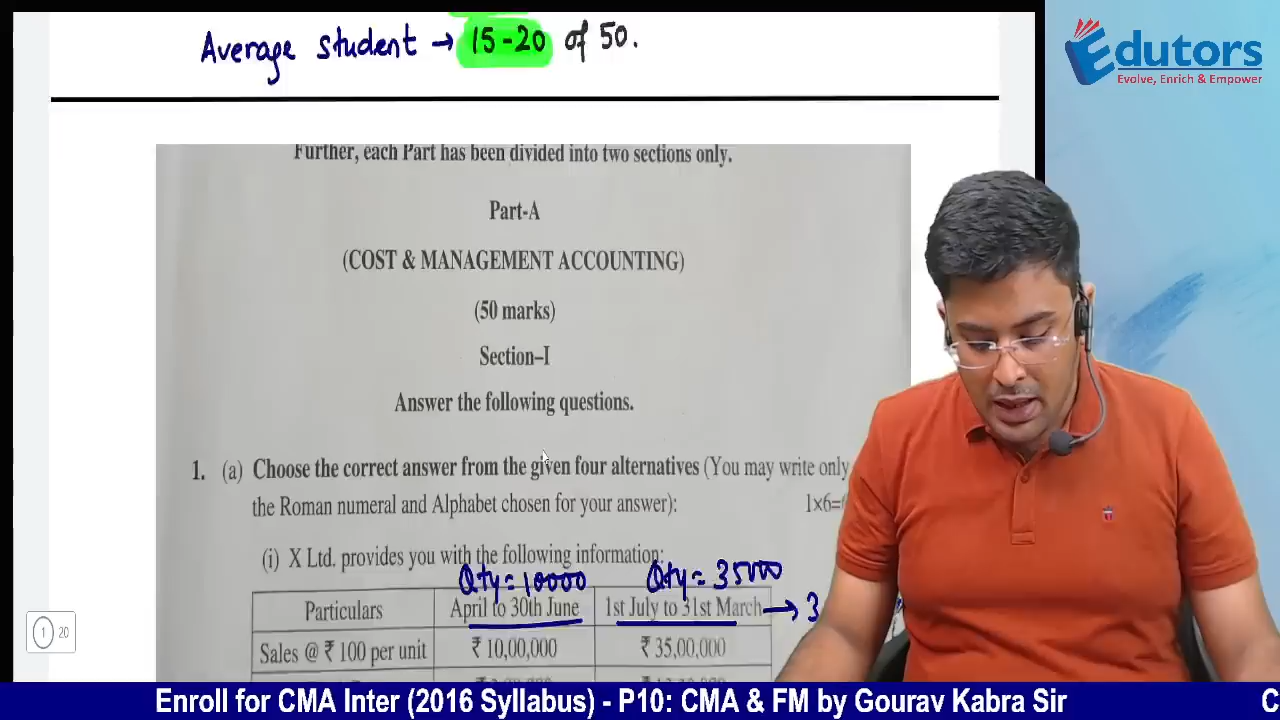 Average student → 15-20 of 50.
Edutors
Evolve, Enrich & Empower
Further, each Part has been divided into two sections only.
Part-A
(COST & MANAGEMENT ACCOUNTING)
(50 marks)
Section–I
Answer the following questions.
1. (a) Choose the correct answer from the given four alternatives (You may write only
the Roman numeral and Alphabet chosen for your answer): 1×6=
(i) X Ltd. provides you with the following information:
Qty = 10000 Qty = 35000
Particulars April to 30th June 1st July to 31st March → 3
Sales @ ₹ 100 per unit ₹ 10,00,000 ₹ 35,00,000
1 20
Enroll for CMA Inter (2016 Syllabus) - P10: CMA & FM by Gourav Kabra Sir C